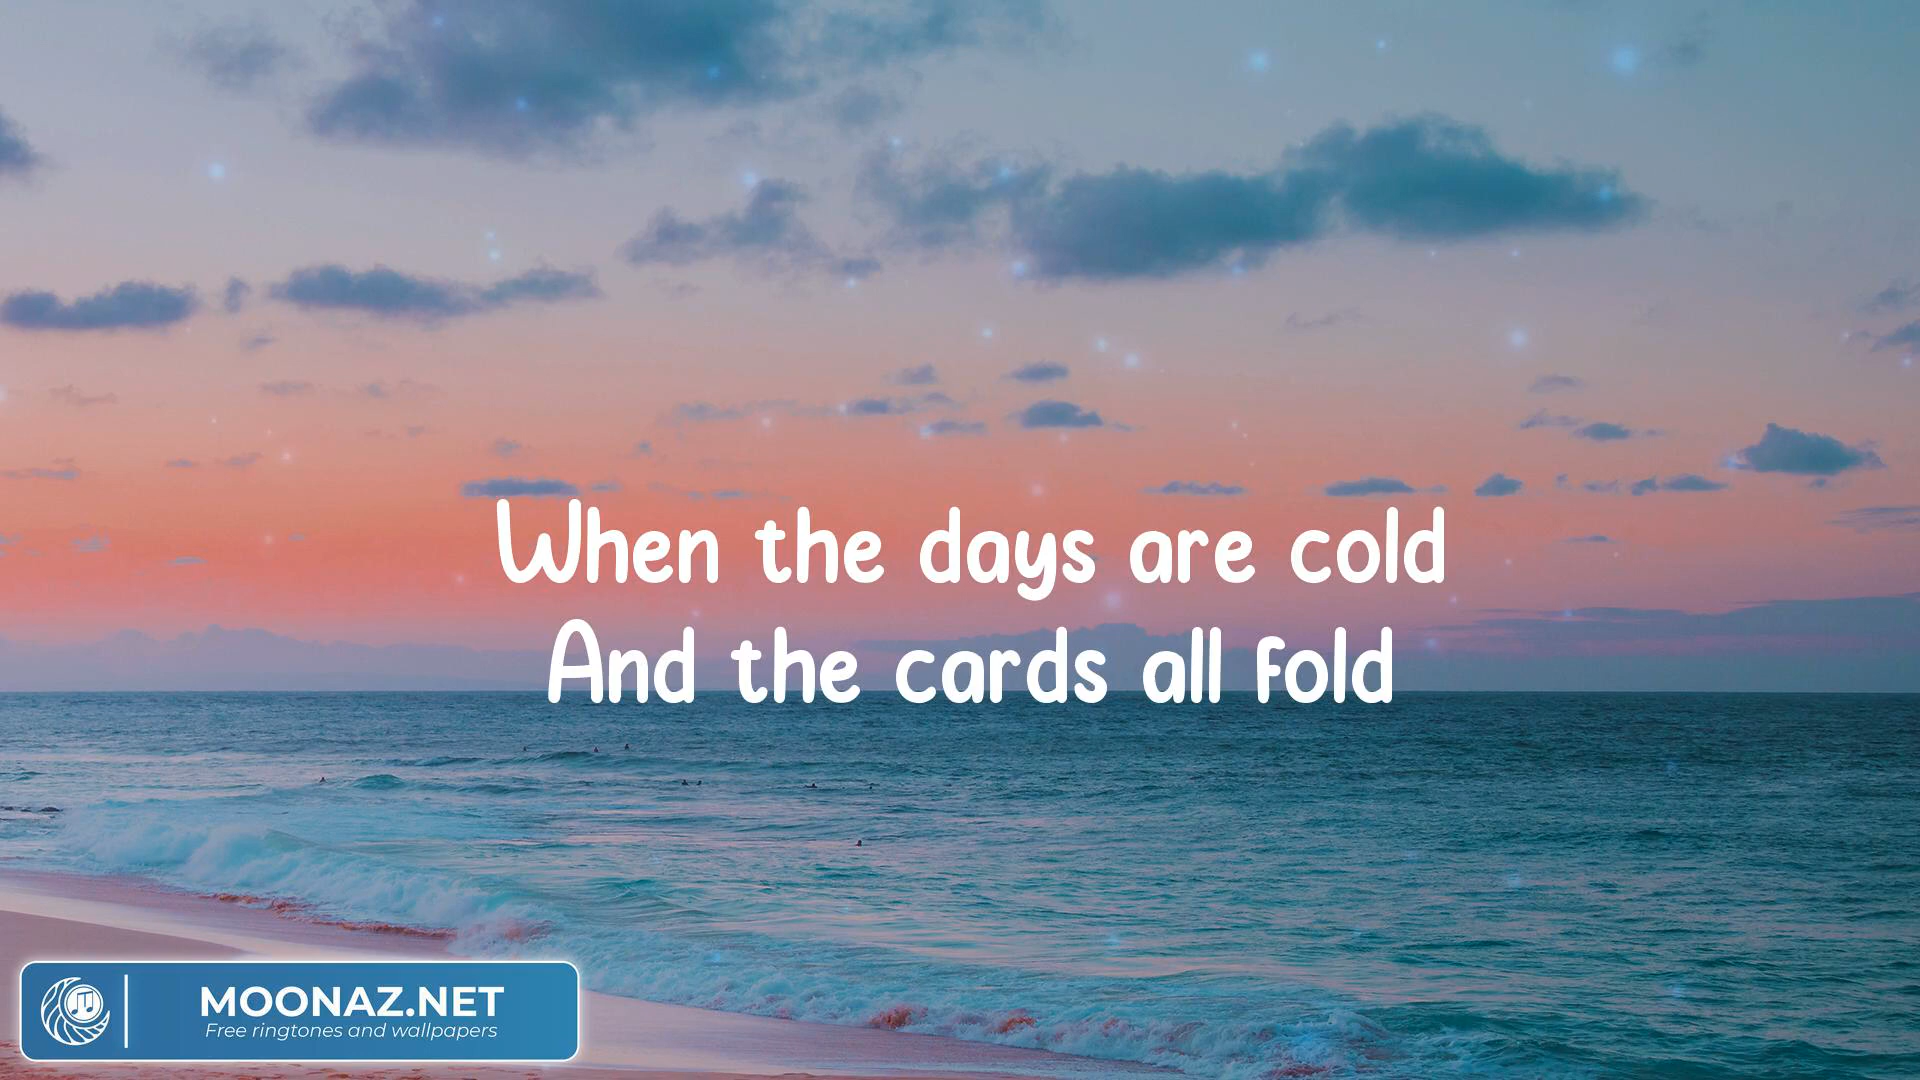 When the days are cold
And the cards all fold
MOONAZ.NET
Free ringtones and wallpapers